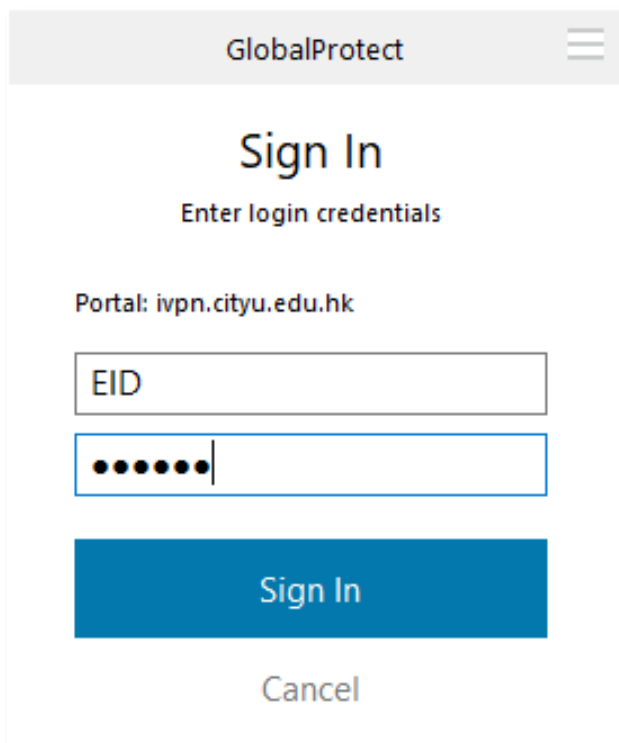 GlobalProtect
Sign In
Enter login credentials
Portal: ivpn.cityu.edu.hk
EID
●●●●●●
Sign In
Cancel